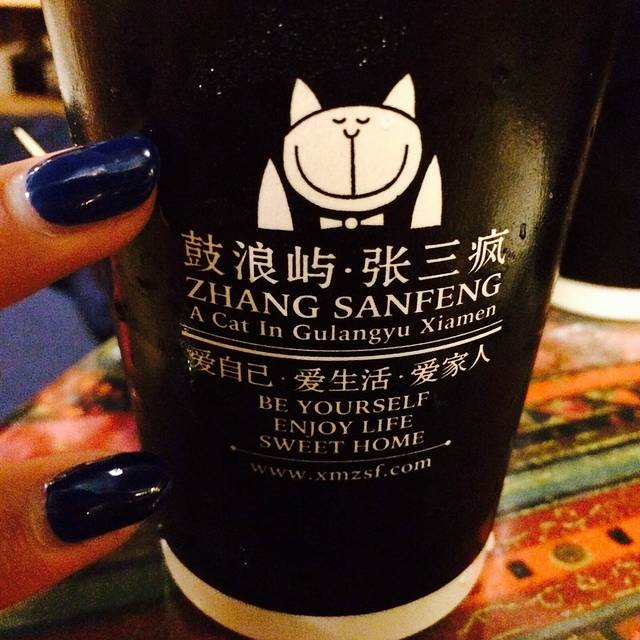 鼓浪屿·张三疯
ZHANG SANFENG
A Cat In Gulangyu Xiamen
爱自己·爱生活·爱家人
BE YOURSELF
ENJOY LIFE
SWEET HOME
www.xmzsf.com